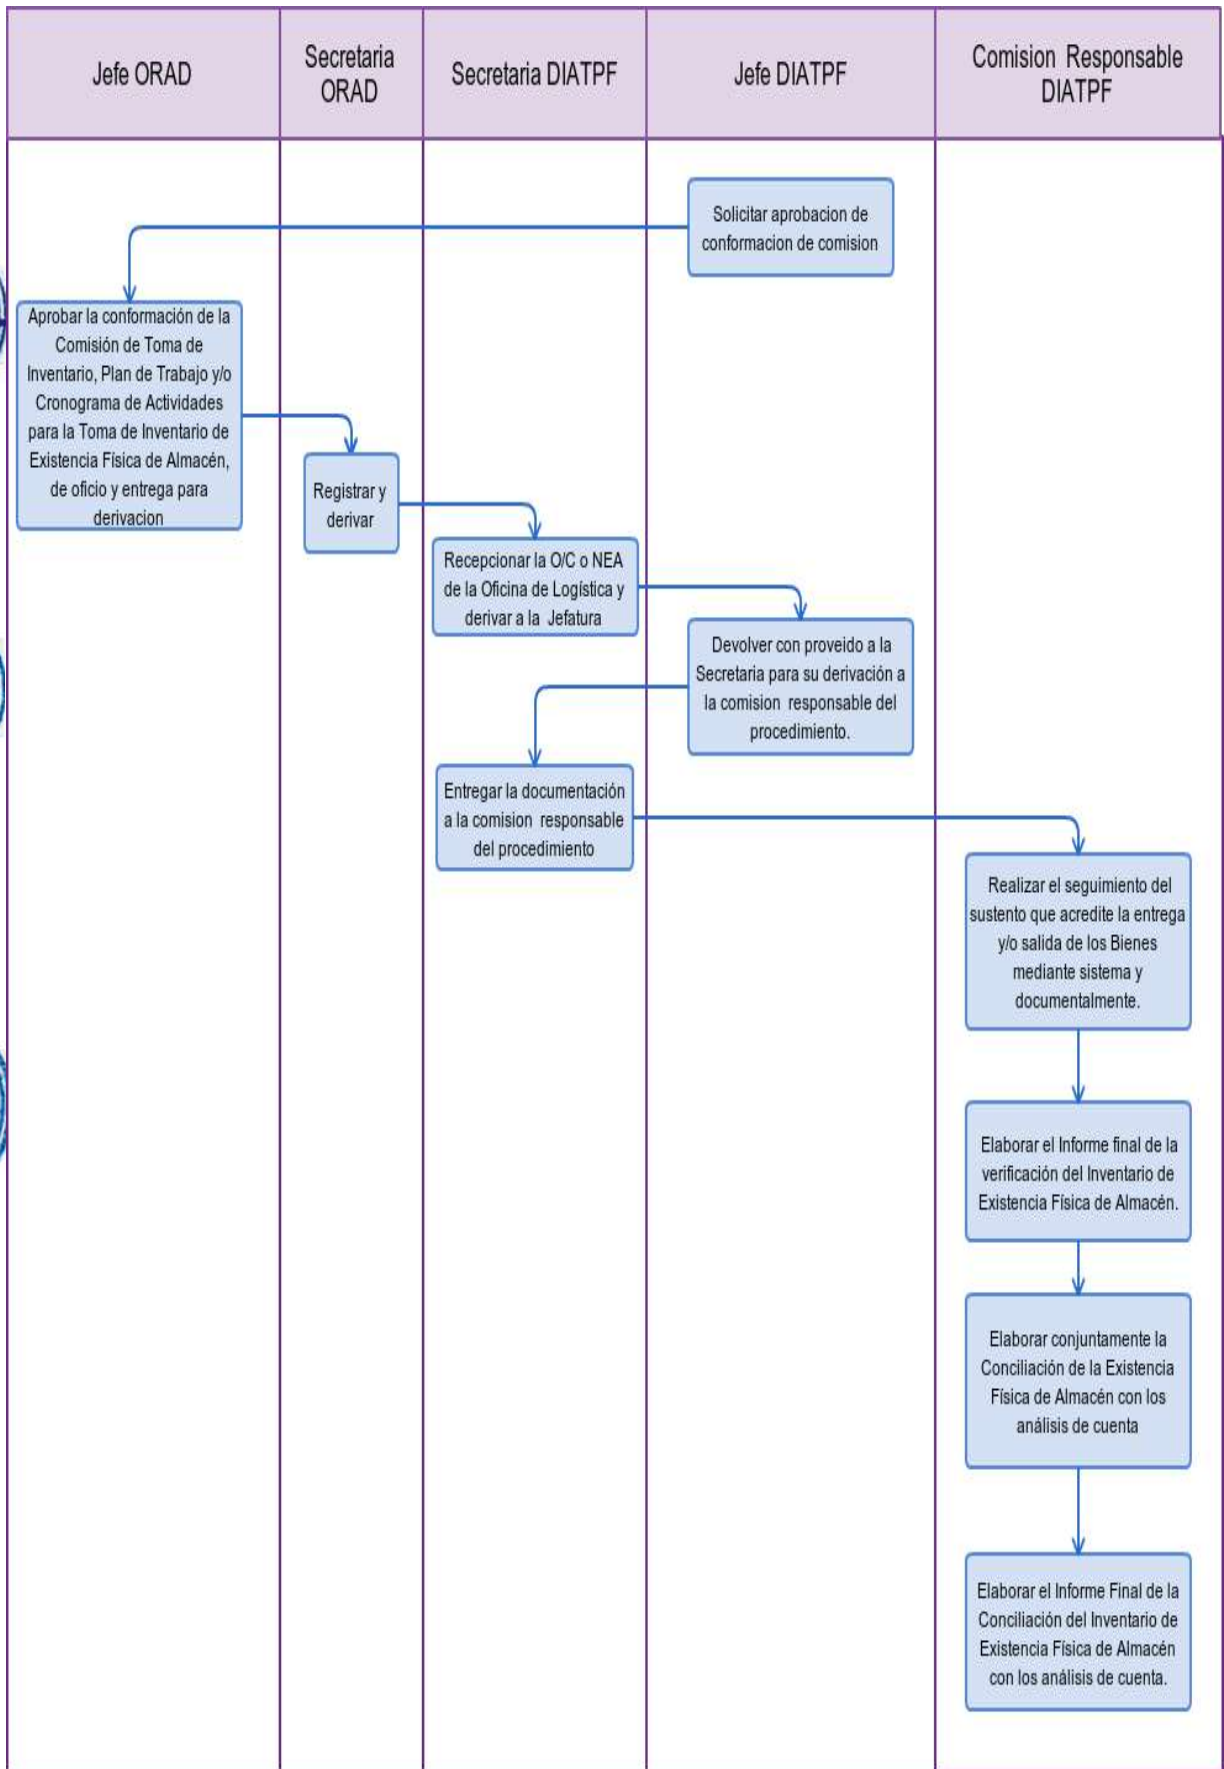 Jefe ORAD
Secretaria
ORAD
Secretaria DIATPF
Jefe DIATPF
Comision Responsable
DIATPF
Solicitar aprobacion de
conformacion de comision
Aprobar la conformación de la
Comisión de Toma de
Inventario, Plan de Trabajo y/o
Cronograma de Actividades
para la Toma de Inventario de
Existencia Física de Almacén,
de oficio y entrega para
derivacion
Registrar y
derivar
Recepcionar la O/C o NEA
de la Oficina de Logística y
derivar a la Jefatura
Devolver con proveido a la
Secretaria para su derivación a
la comision responsable del
procedimiento.
Entregar la documentación
a la comision responsable
del procedimiento
Realizar el seguimiento del
sustento que acredite la entrega
y/o salida de los Bienes
mediante sistema y
documentalmente.
Elaborar el Informe final de la
verificación del Inventario de
Existencia Física de Almacén.
Elaborar conjuntamente la
Conciliación de la Existencia
Física de Almacén con los
análisis de cuenta
Elaborar el Informe Final de la
Conciliación del Inventario de
Existencia Física de Almacén
con los análisis de cuenta.